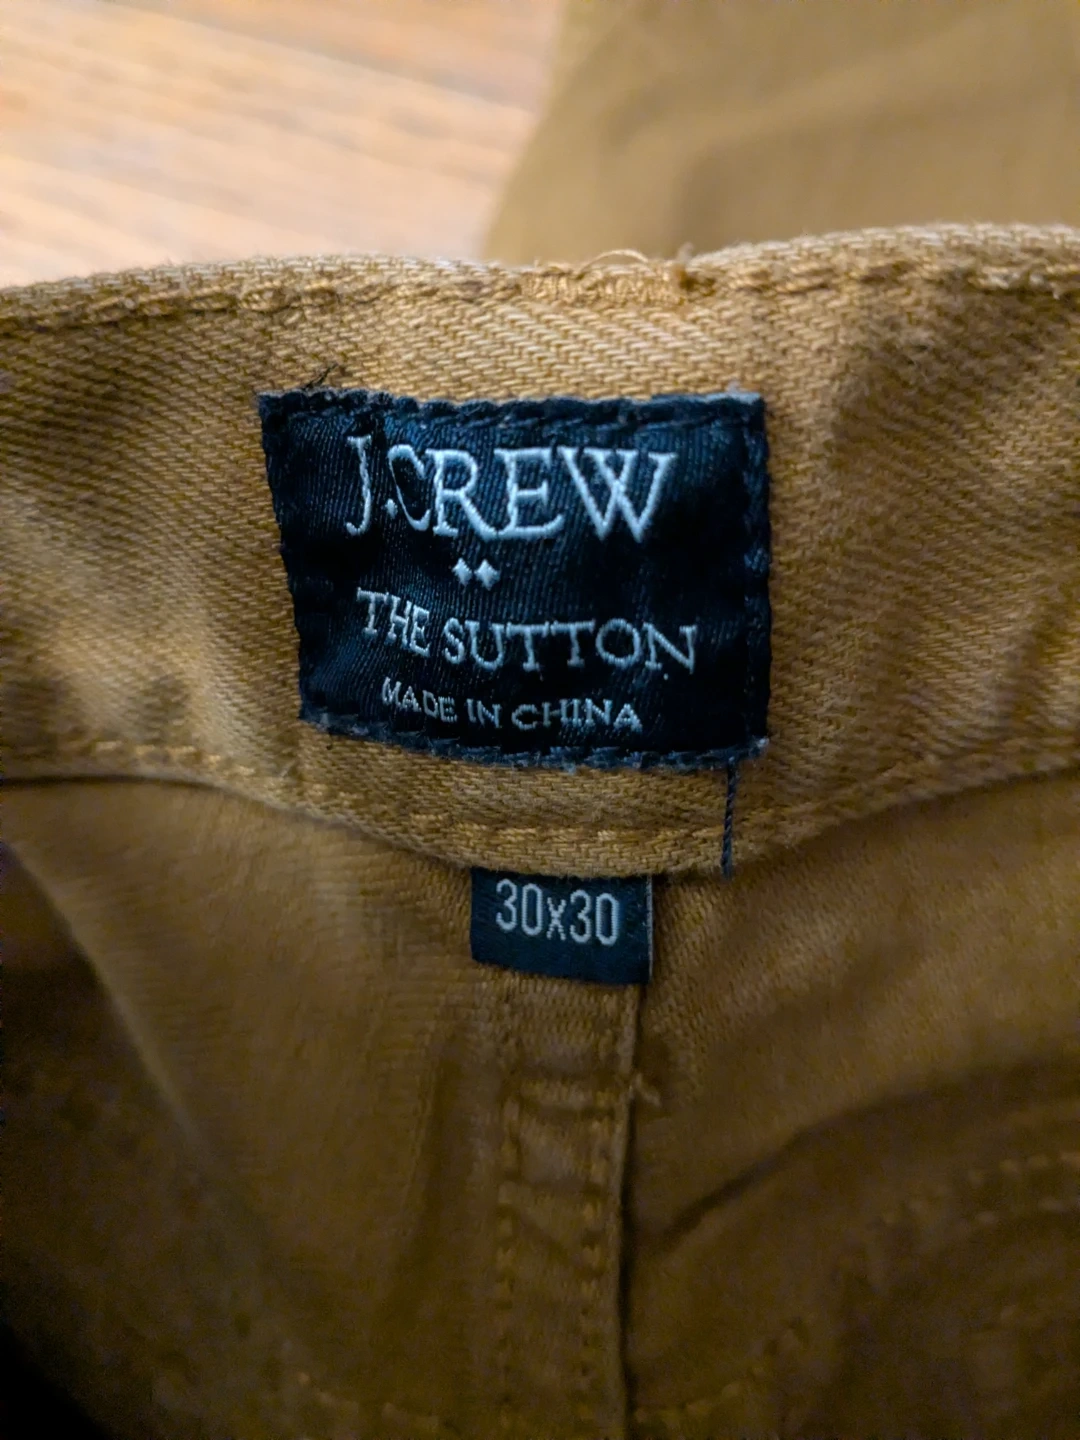 J.CREW
THE SUTTON
MADE IN CHINA
30x30